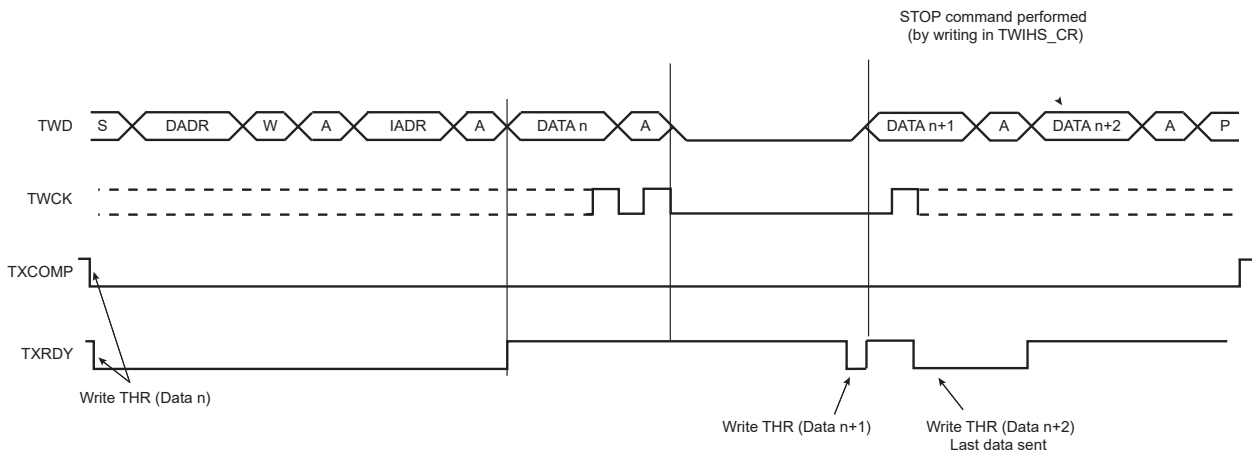 STOP command performed
(by writing in TWIHS_CR)
TWD S DADR W A IADR A DATA n A DATA n+1 A DATA n+2 A P
TWCK
TXCOMP
TXRDY
Write THR (Data n)
Write THR (Data n+1)
Write THR (Data n+2)
Last data sent